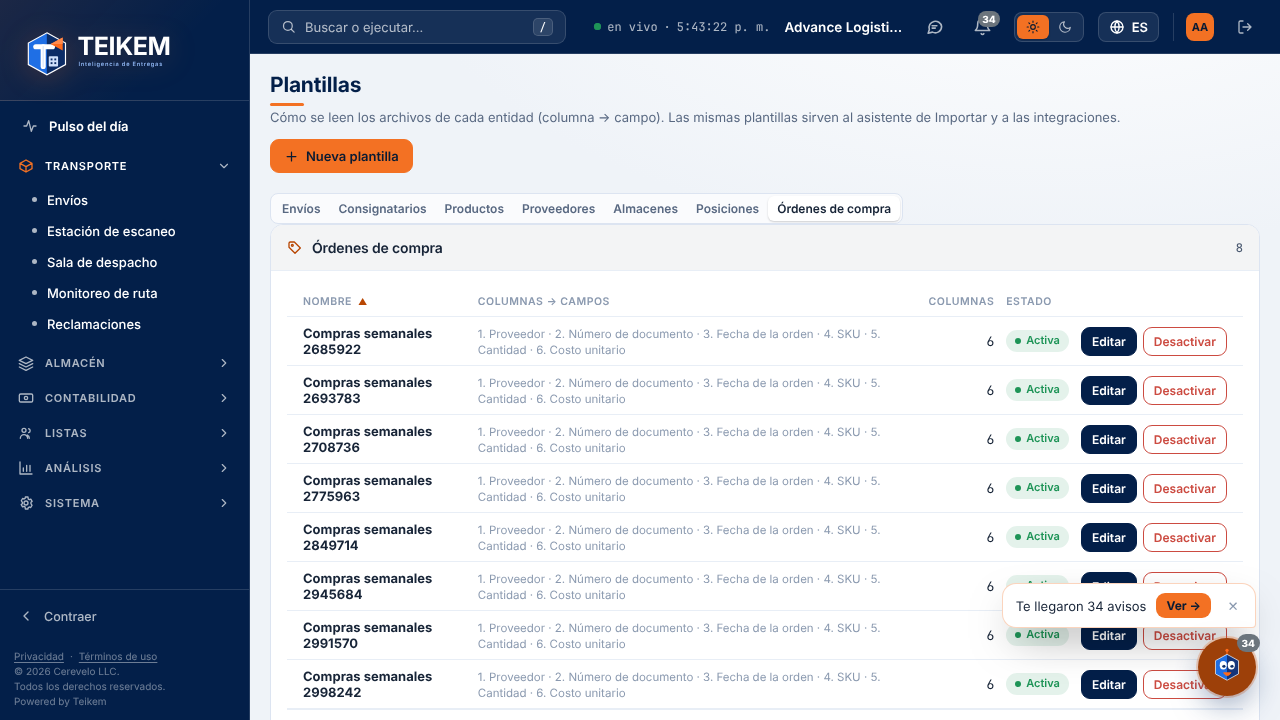 TEIKEM
Inteligencia de Entregas
Buscar o ejecutar...
/
en vivo · 5:43:22 p. m.
Advance Logisti...
34
ES
AA
Pulso del día
TRANSPORTE
Envíos
Estación de escaneo
Sala de despacho
Monitoreo de ruta
Reclamaciones
ALMACÉN
CONTABILIDAD
LISTAS
ANÁLISIS
SISTEMA
Contraer
Privacidad · Términos de uso
© 2026 Cerevelo LLC.
Todos los derechos reservados.
Powered by Teikem
Plantillas
Cómo se leen los archivos de cada entidad (columna → campo). Las mismas plantillas sirven al asistente de Importar y a las integraciones.
+ Nueva plantilla
Envíos Consignatarios Productos Proveedores Almacenes Posiciones Órdenes de compra
Órdenes de compra 8
NOMBRE ▲ COLUMNAS → CAMPOS COLUMNAS ESTADO
Compras semanales 2685922
1. Proveedor · 2. Número de documento · 3. Fecha de la orden · 4. SKU · 5.
Cantidad · 6. Costo unitario
6 Activa Editar Desactivar
Compras semanales 2693783
1. Proveedor · 2. Número de documento · 3. Fecha de la orden · 4. SKU · 5.
Cantidad · 6. Costo unitario
6 Activa Editar Desactivar
Compras semanales 2708736
1. Proveedor · 2. Número de documento · 3. Fecha de la orden · 4. SKU · 5.
Cantidad · 6. Costo unitario
6 Activa Editar Desactivar
Compras semanales 2775963
1. Proveedor · 2. Número de documento · 3. Fecha de la orden · 4. SKU · 5.
Cantidad · 6. Costo unitario
6 Activa Editar Desactivar
Compras semanales 2849714
1. Proveedor · 2. Número de documento · 3. Fecha de la orden · 4. SKU · 5.
Cantidad · 6. Costo unitario
6 Activa Editar Desactivar
Compras semanales 2945684
1. Proveedor · 2. Número de documento · 3. Fecha de la orden · 4. SKU · 5.
Cantidad · 6. Costo unitario
6
Te llegaron 34 avisos Ver → ×
Compras semanales 2991570
1. Proveedor · 2. Número de documento · 3. Fecha de la orden · 4. SKU · 5.
Cantidad · 6. Costo unitario
6 Activa Editar Desactivar
34
Compras semanales 2998242
1. Proveedor · 2. Número de documento · 3. Fecha de la orden · 4. SKU · 5.
Cantidad · 6. Costo unitario
6 Activa Editar